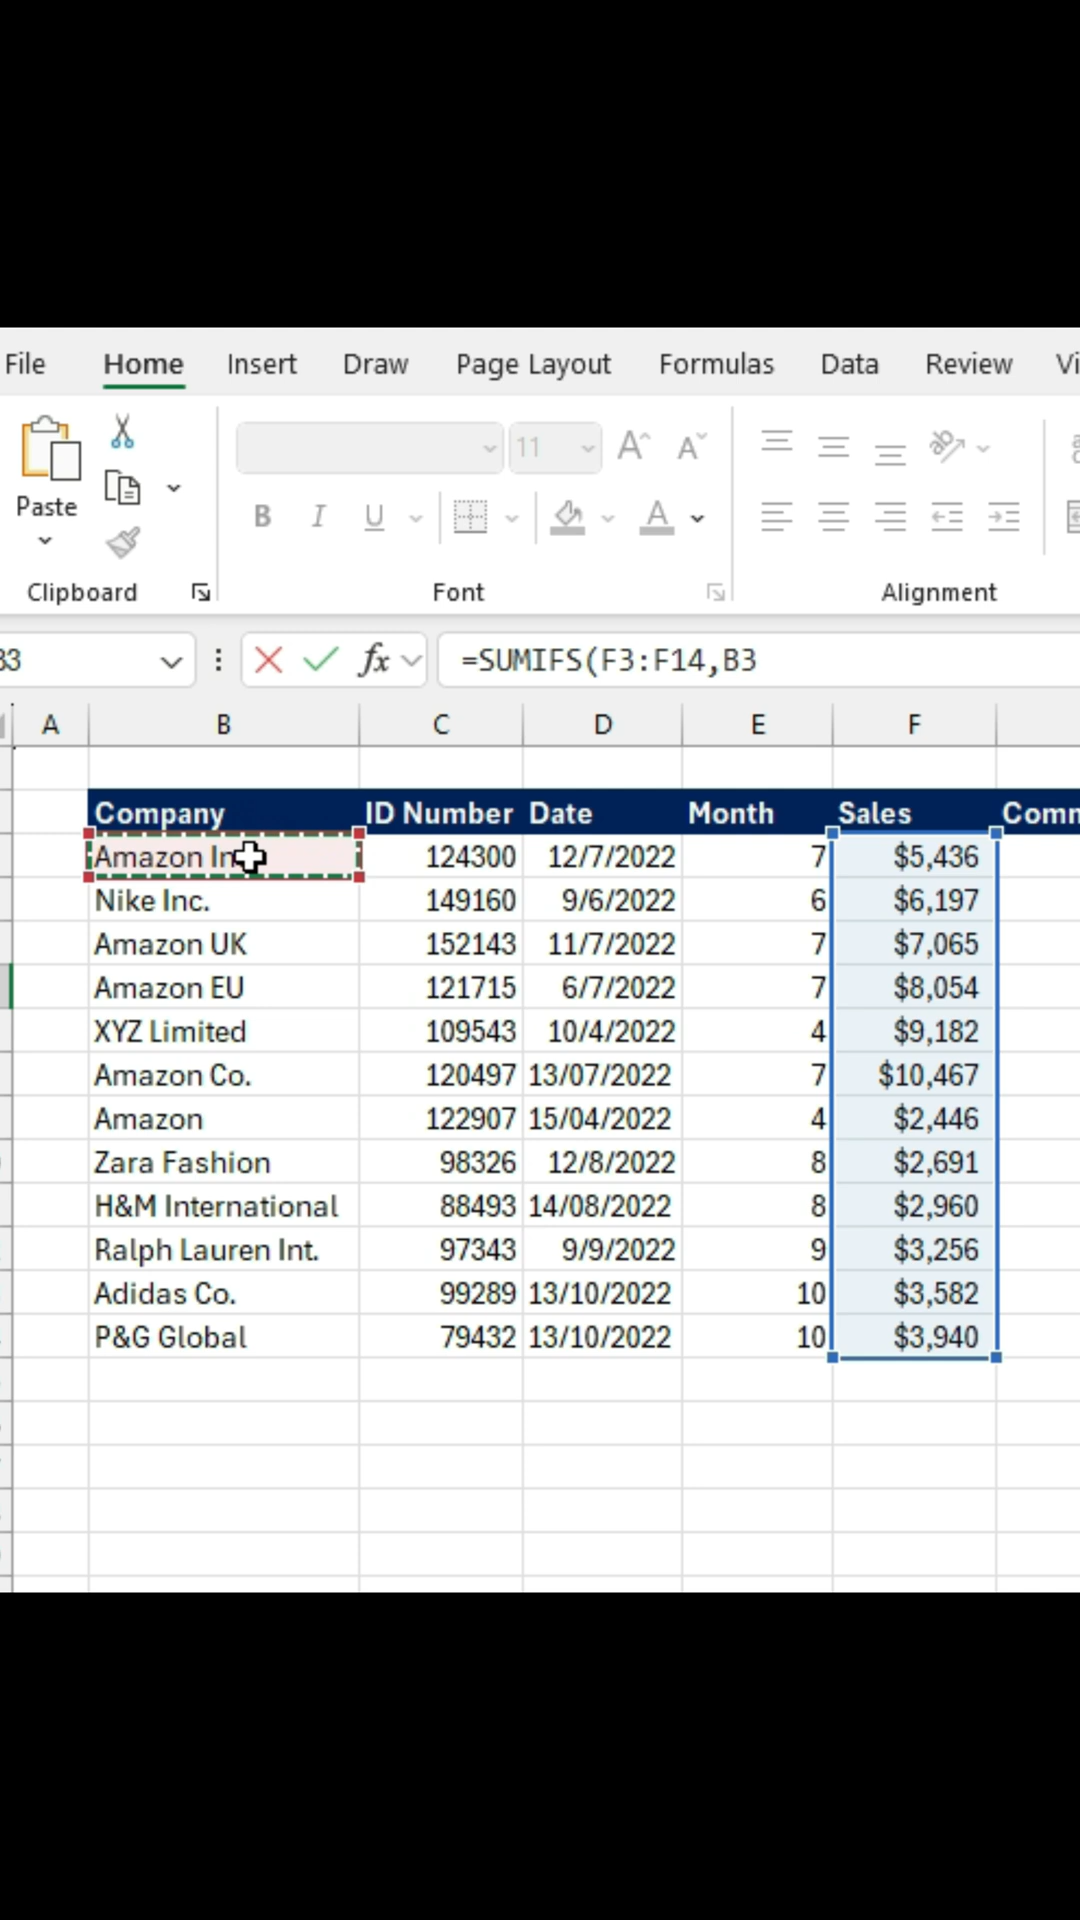 File Home Insert Draw Page Layout Formulas Data Review
11 A A
B I U A
Paste
Clipboard Font Alignment
fx =SUMIFS(F3:F14,B3
A B C D E F
Company ID Number Date Month Sales
Amazon In 124300 12/7/2022 7 $5,436
Nike Inc. 149160 9/6/2022 6 $6,197
Amazon UK 152143 11/7/2022 7 $7,065
Amazon EU 121715 6/7/2022 7 $8,054
XYZ Limited 109543 10/4/2022 4 $9,182
Amazon Co. 120497 13/07/2022 7 $10,467
Amazon 122907 15/04/2022 4 $2,446
Zara Fashion 98326 12/8/2022 8 $2,691
H&M International 88493 14/08/2022 8 $2,960
Ralph Lauren Int. 97343 9/9/2022 9 $3,256
Adidas Co. 99289 13/10/2022 10 $3,582
P&G Global 79432 13/10/2022 10 $3,940